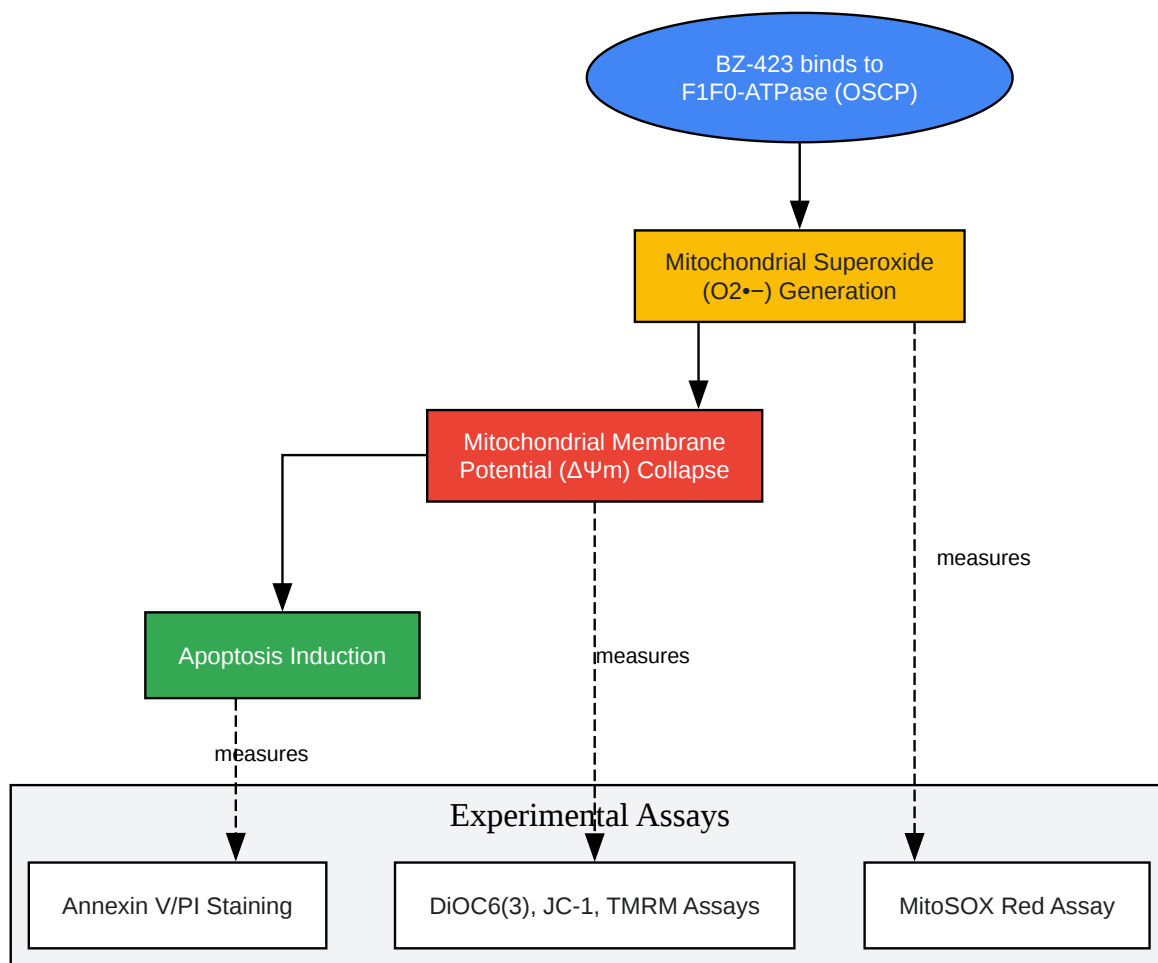 BZ-423 binds to
F1F0-ATPase (OSCP)
Mitochondrial Superoxide
(O2•−) Generation
Mitochondrial Membrane
Potential (ΔΨm) Collapse
measures
Apoptosis Induction
measures
measures
Experimental Assays
Annexin V/PI Staining
DiOC6(3), JC-1, TMRM Assays
MitoSOX Red Assay